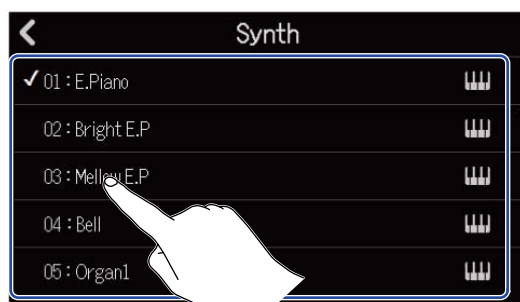 Synth
✓ 01 : E.Piano
02 : Bright E.P
03 : Mellow E.P
04 : Bell
05 : Organ1